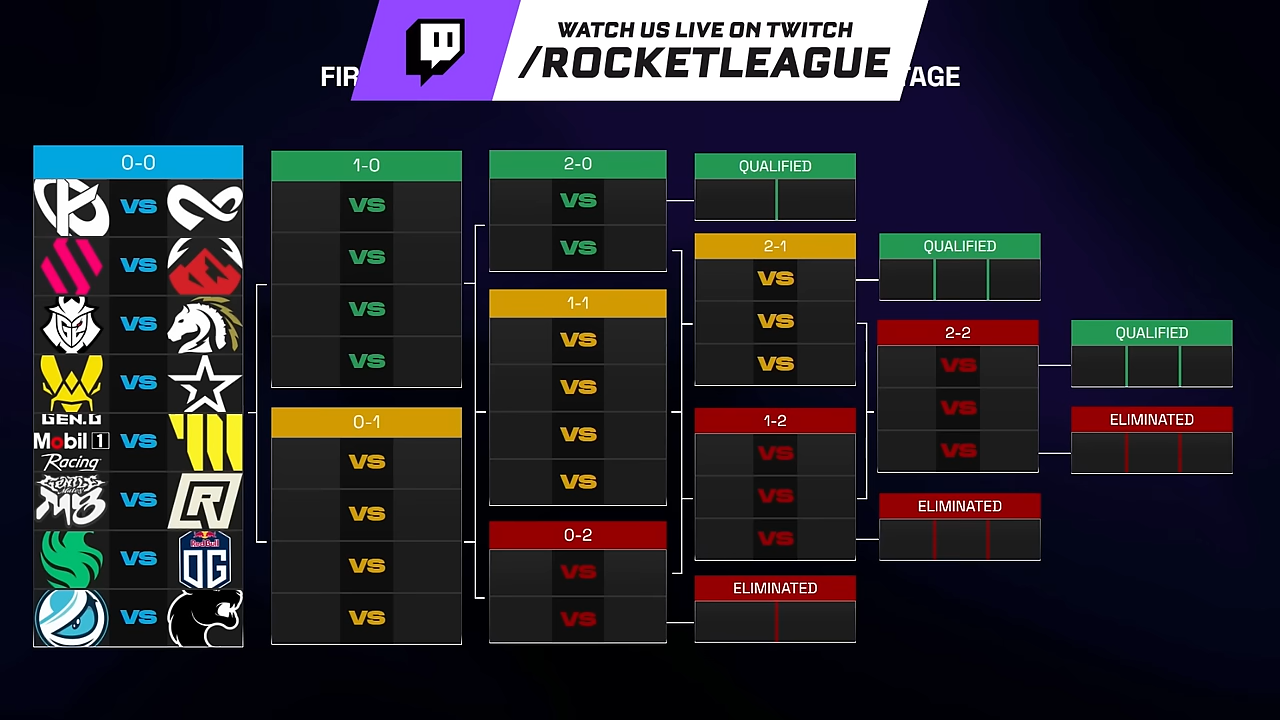 WATCH US LIVE ON TWITCH
/ROCKETLEAGUE
FIR
TAGE
0-0
VS
VS
VS
VS
GEN.G
Mobil 1
Racing
VS
VS
VS
OG
Red Bull
VS
1-0
VS
VS
VS
VS
0-1
VS
VS
VS
VS
2-0
VS
VS
1-1
VS
VS
VS
VS
0-2
VS
VS
QUALIFIED
2-1
VS
VS
VS
1-2
VS
VS
VS
ELIMINATED
QUALIFIED
2-2
VS
VS
VS
ELIMINATED
QUALIFIED
ELIMINATED